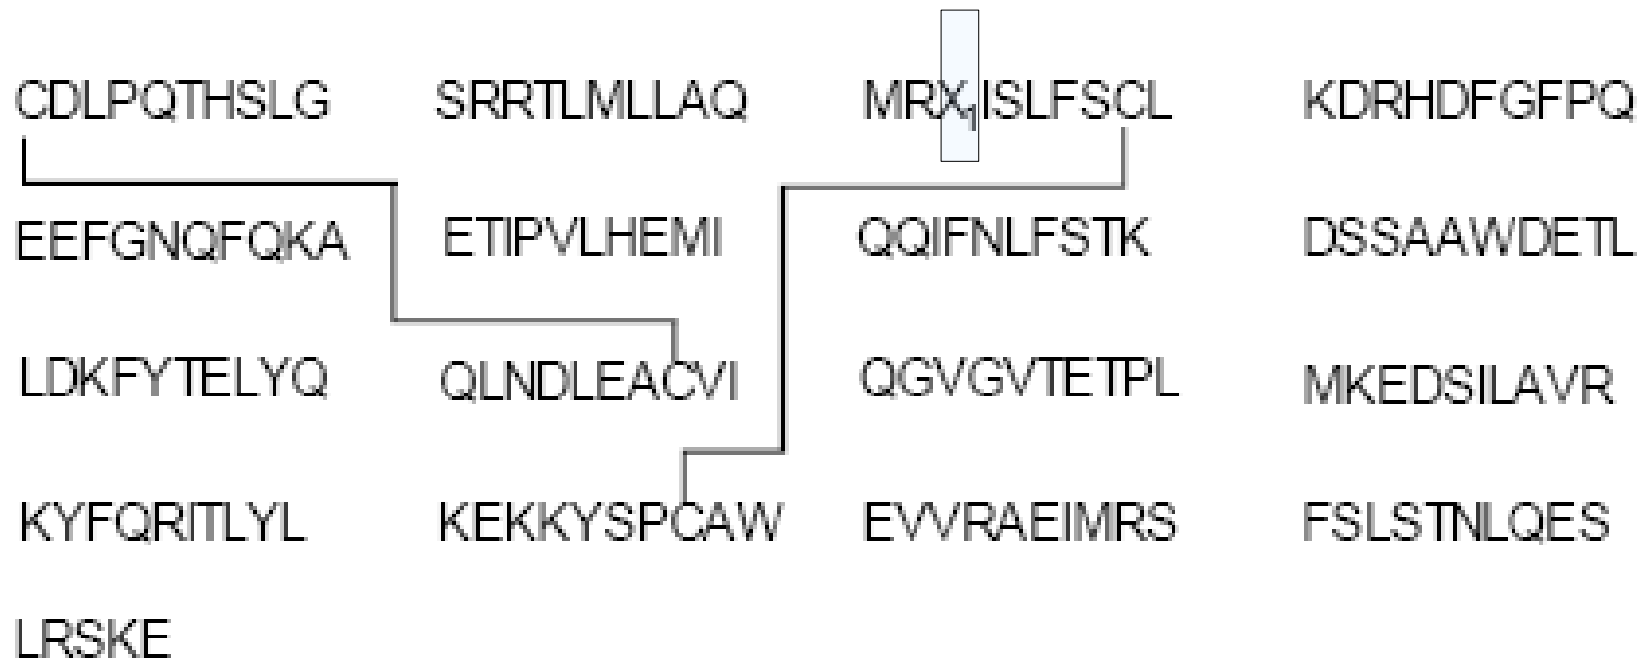 CDLPQTHSLG SRRTLMLLAQ MRX₁ISLFSCL KDRHDFGFPQ
EEFGNQFQKA ETIPVLHEMI QQIFNLFSTK DSSAAWDETL
LDKFYTELYQ QLNDLEACVI QGVGVTETPL MKEDSILAVR
KYFQRITLYL KEKKYSPCAW EVVRAEIMRS FSLSTNLQES
LRSKE